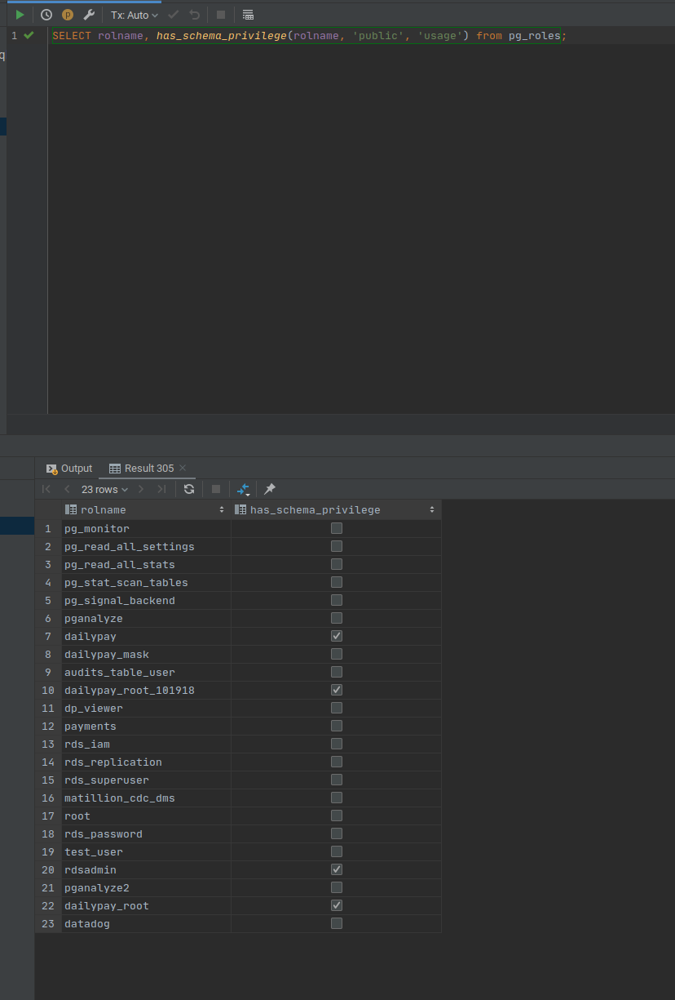 Tx: Auto
1 SELECT rolname, has_schema_privilege(rolname, 'public', 'usage') from pg_roles;
q
Output Result 305
23 rows
rolname has_schema_privilege
1 pg_monitor
2 pg_read_all_settings
3 pg_read_all_stats
4 pg_stat_scan_tables
5 pg_signal_backend
6 pganalyze
7 dailypay
8 dailypay_mask
9 audits_table_user
10 dailypay_root_101918
11 dp_viewer
12 payments
13 rds_iam
14 rds_replication
15 rds_superuser
16 matillion_cdc_dms
17 root
18 rds_password
19 test_user
20 rdsadmin
21 pganalyze2
22 dailypay_root
23 datadog